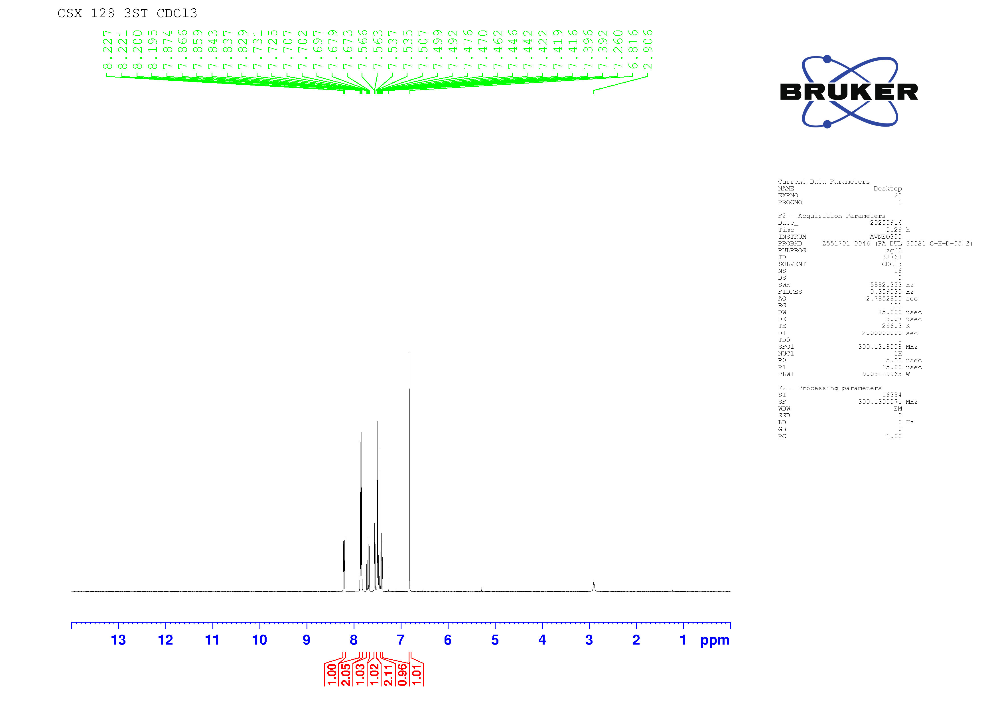 CSX 128 3ST CDCl3
8.227
8.221
8.200
8.195
7.874
7.866
7.859
7.843
7.837
7.829
7.731
7.725
7.707
7.702
7.697
7.679
7.673
7.566
7.563
7.537
7.535
7.507
7.499
7.492
7.476
7.470
7.462
7.446
7.442
7.422
7.419
7.416
7.396
7.392
7.260
6.816
2.906
BRUKER
Current Data Parameters
NAME Desktop
EXPNO 20
PROCNO 1
F2 - Acquisition Parameters
Date_ 20250916
Time 0.29 h
INSTRUM AVNEO300
PROBHD Z551701_0046 (PA DUL 300S1 C-H-D-05 Z)
PULPROG zg30
TD 32768
SOLVENT CDCl3
NS 16
DS 0
SWH 5882.353 Hz
FIDRES 0.359030 Hz
AQ 2.7852800 sec
RG 101
DW 85.000 usec
DE 8.07 usec
TE 296.3 K
D1 2.00000000 sec
TD0 1
SFO1 300.1318008 MHz
NUC1 1H
P0 5.00 usec
P1 15.00 usec
PLW1 9.08119965 W
F2 - Processing parameters
SI 16384
SF 300.1300071 MHz
WDW EM
SSB 0
LB 0 Hz
GB 0
PC 1.00
13 12 11 10 9 8 7 6 5 4 3 2 1 ppm
1.00
2.05
1.03
1.02
2.11
0.96
1.01